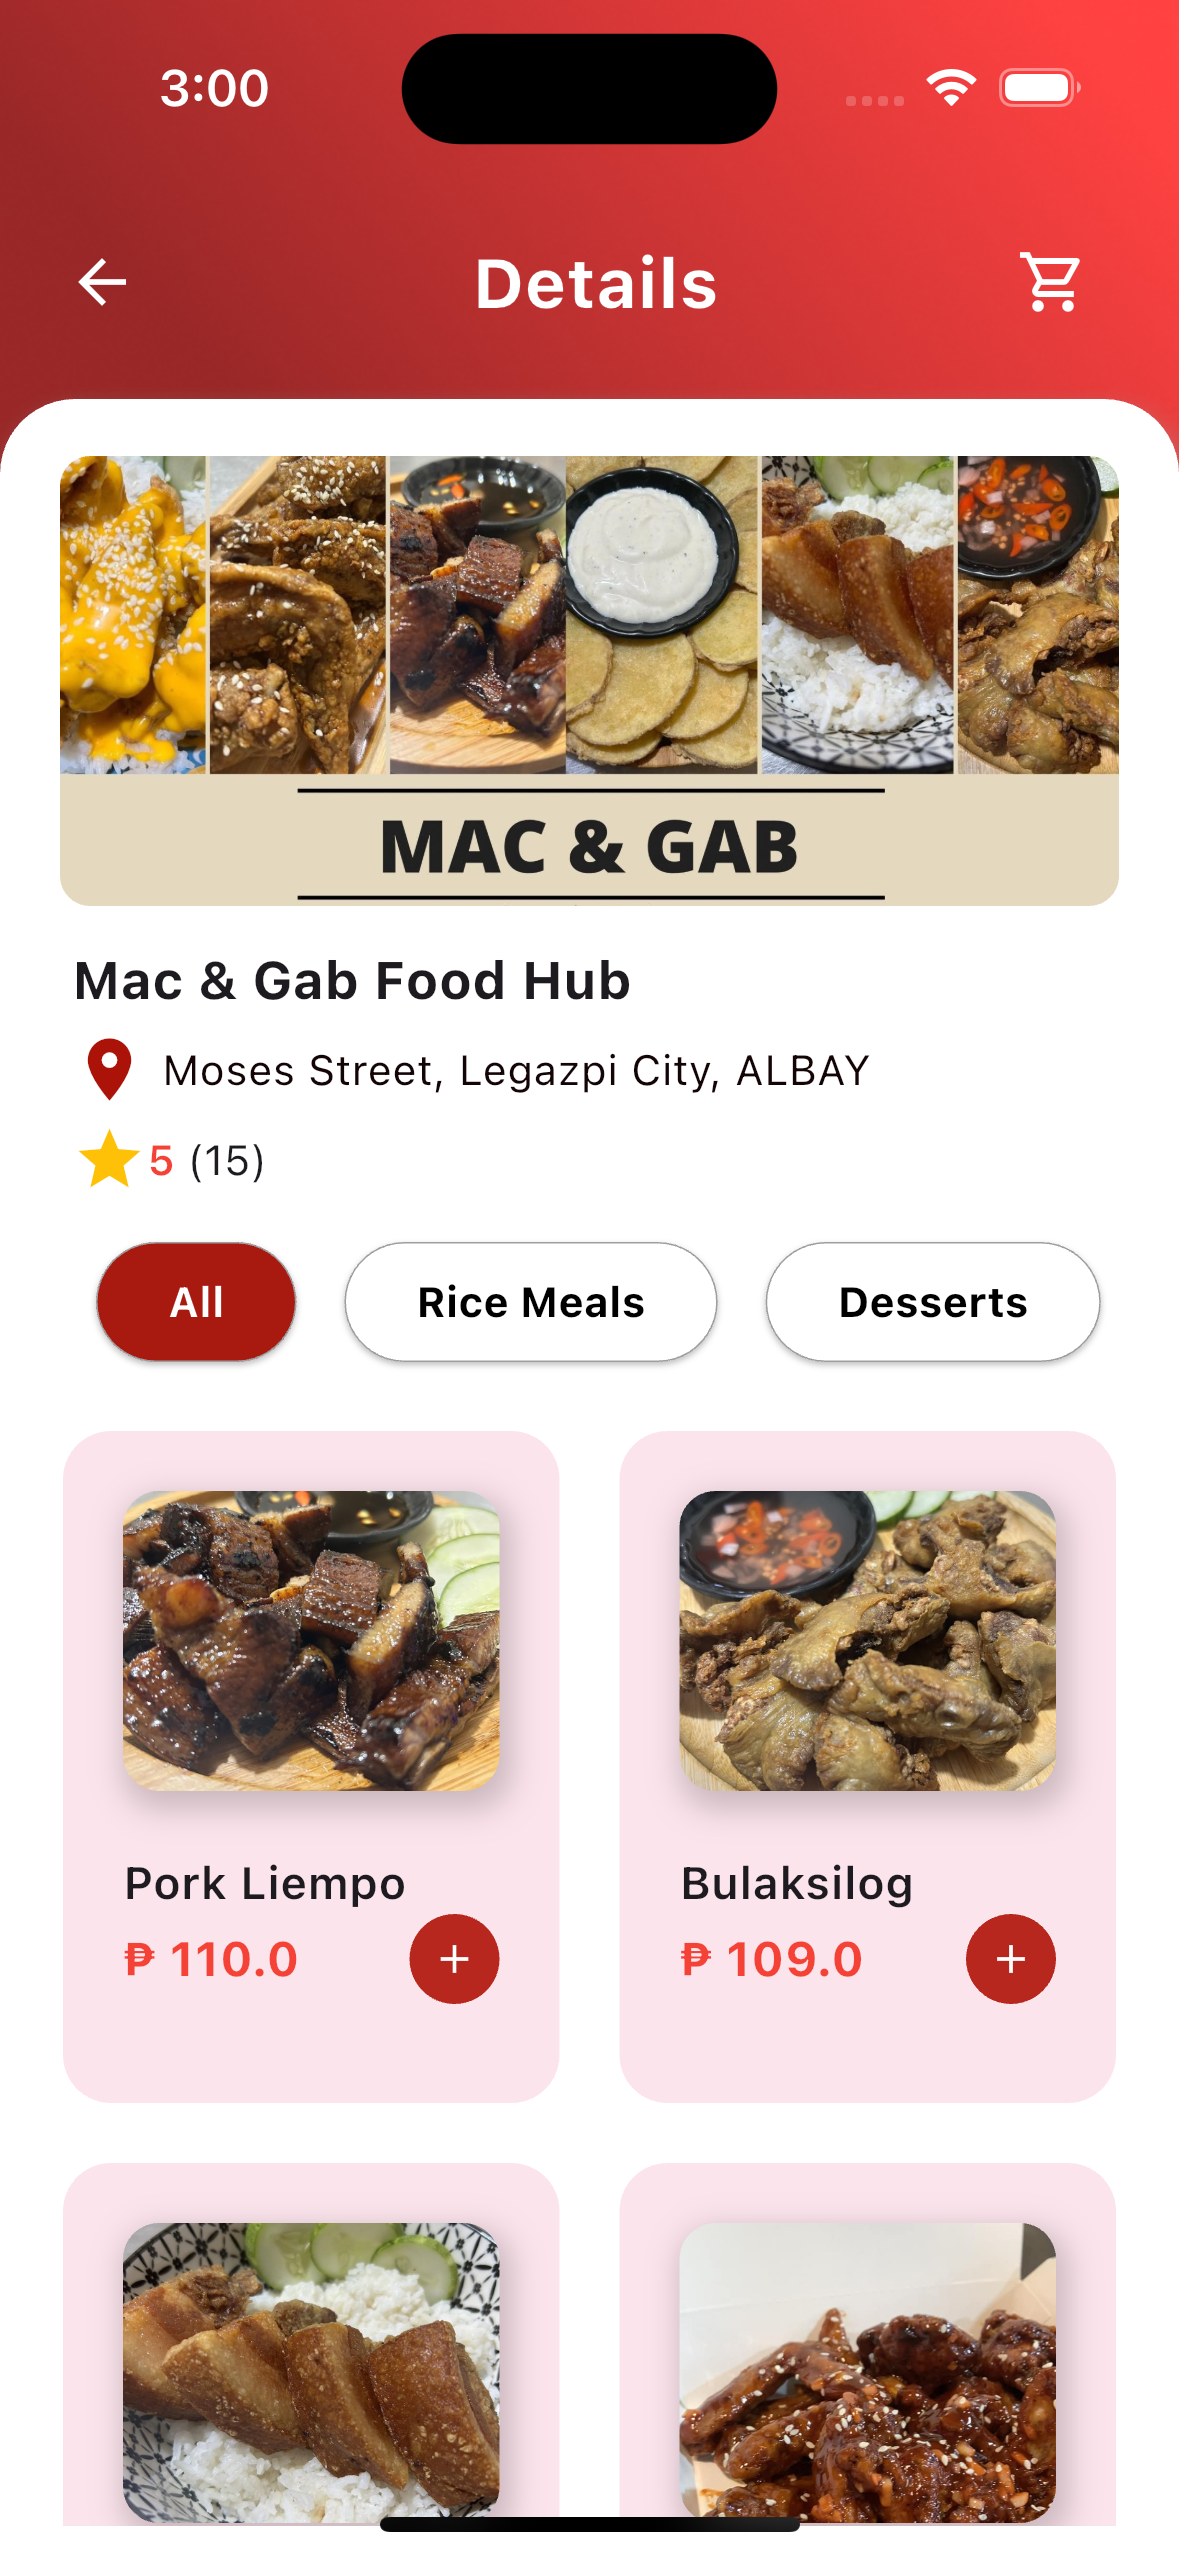 3:00
Details
MAC & GAB
Mac & Gab Food Hub
Moses Street, Legazpi City, ALBAY
5 (15)
All
Rice Meals
Desserts
Pork Liempo
₱ 110.0
Bulaksilog
₱ 109.0